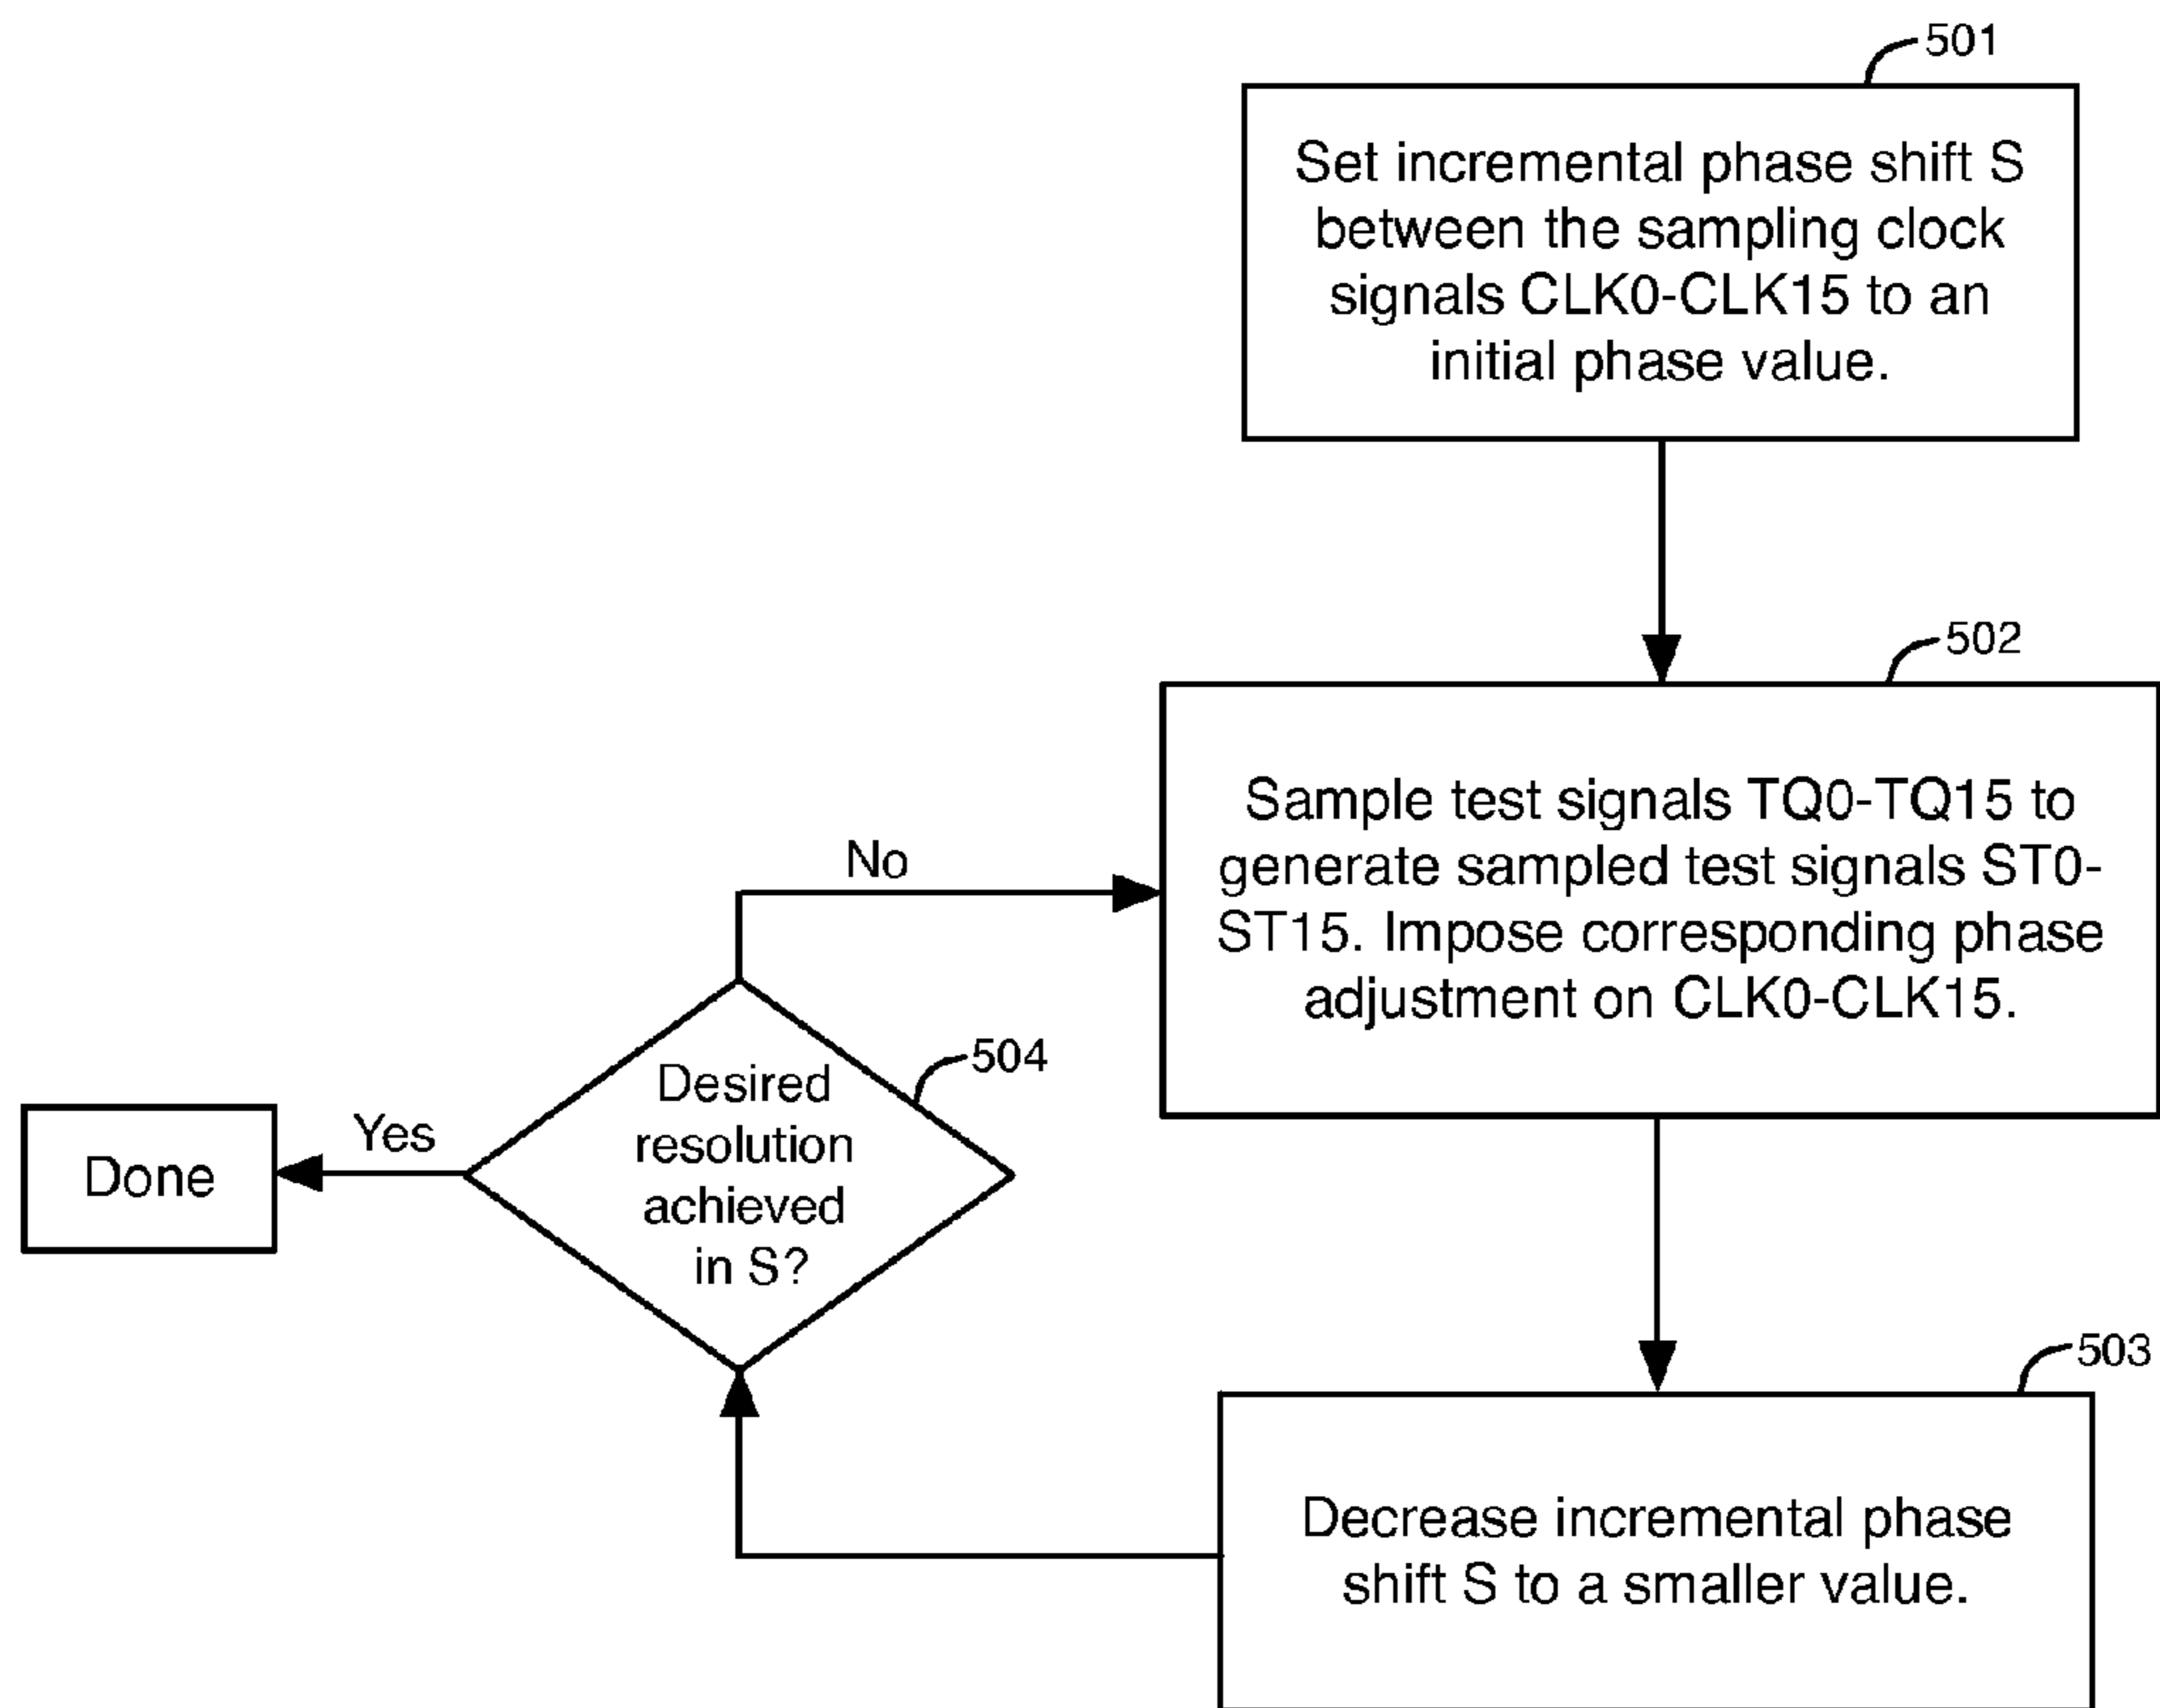 501
Set incremental phase shift S
between the sampling clock
signals CLK0-CLK15 to an
initial phase value.
502
Sample test signals TQ0-TQ15 to
generate sampled test signals ST0-
ST15. Impose corresponding phase
adjustment on CLK0-CLK15.
No
504
Desired
resolution
achieved
in S?
Yes
Done
503
Decrease incremental phase
shift S to a smaller value.